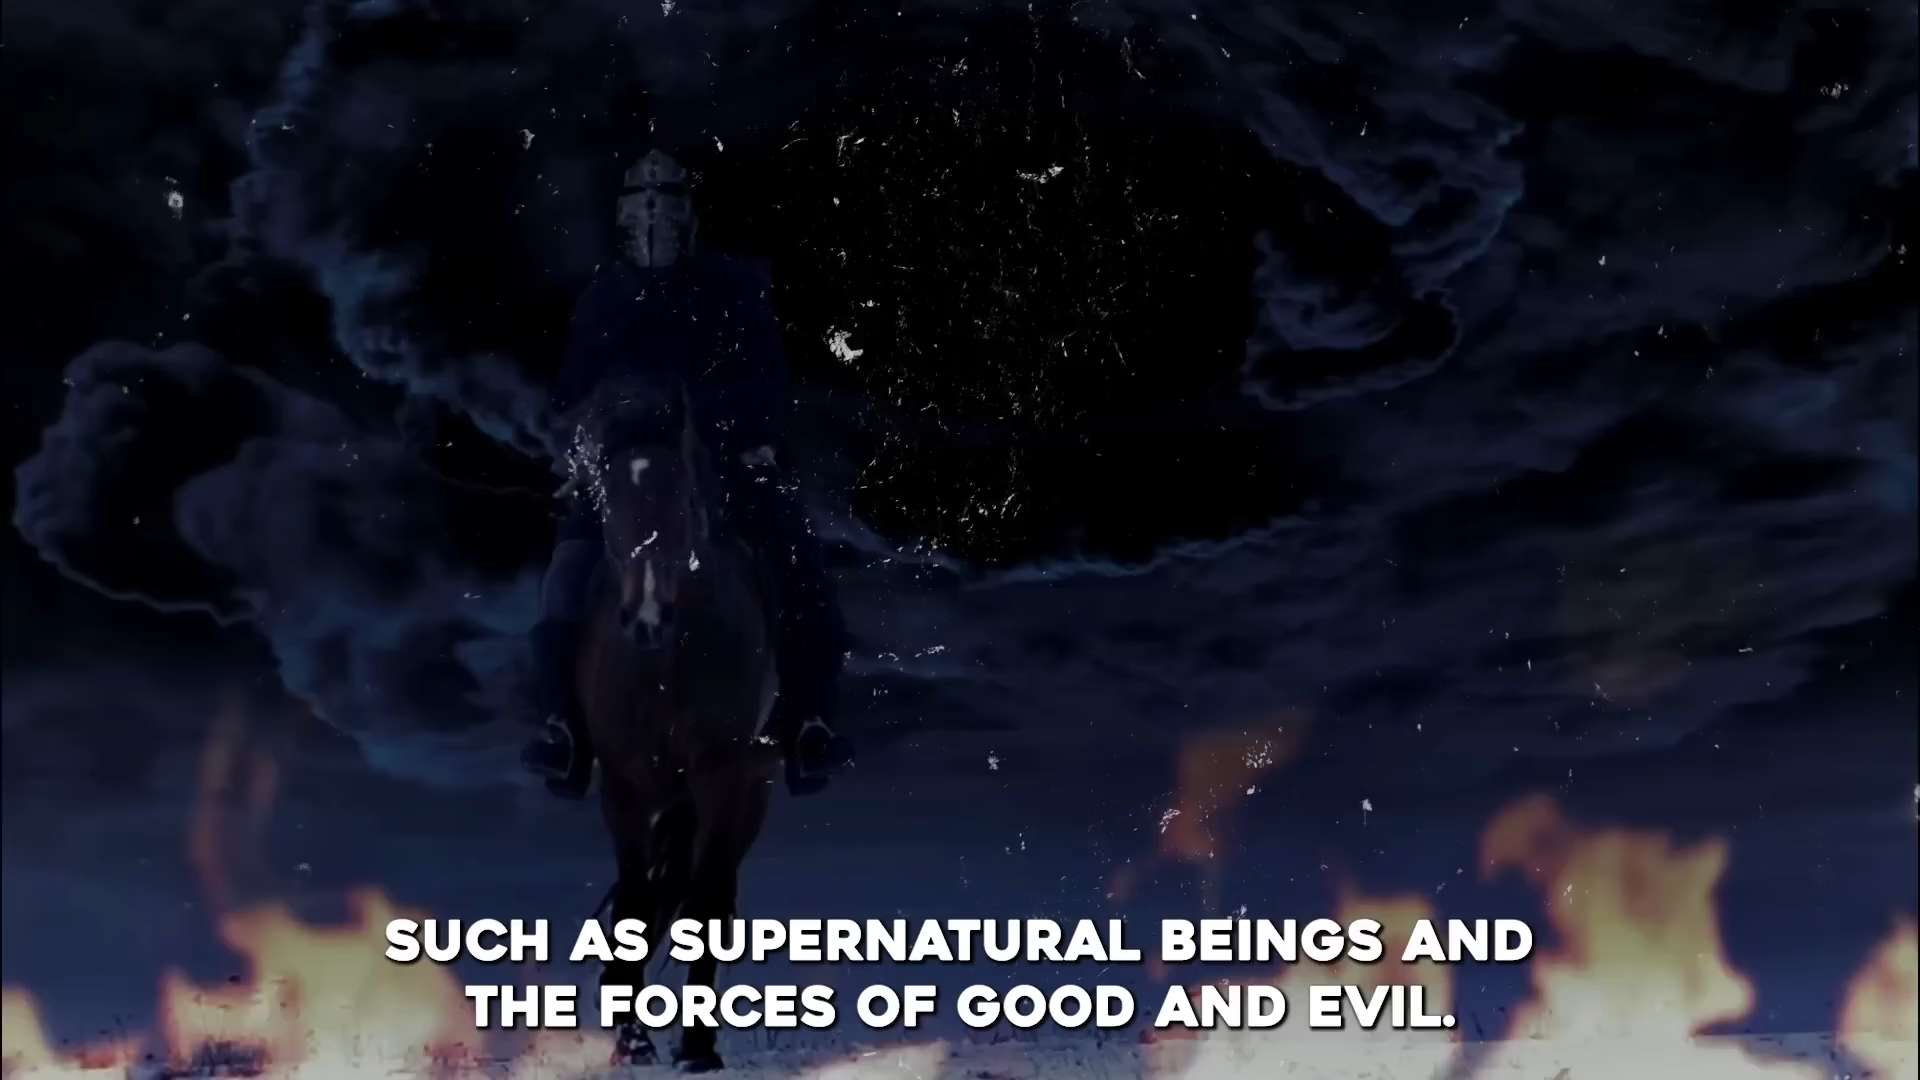 SUCH AS SUPERNATURAL BEINGS AND
THE FORCES OF GOOD AND EVIL.